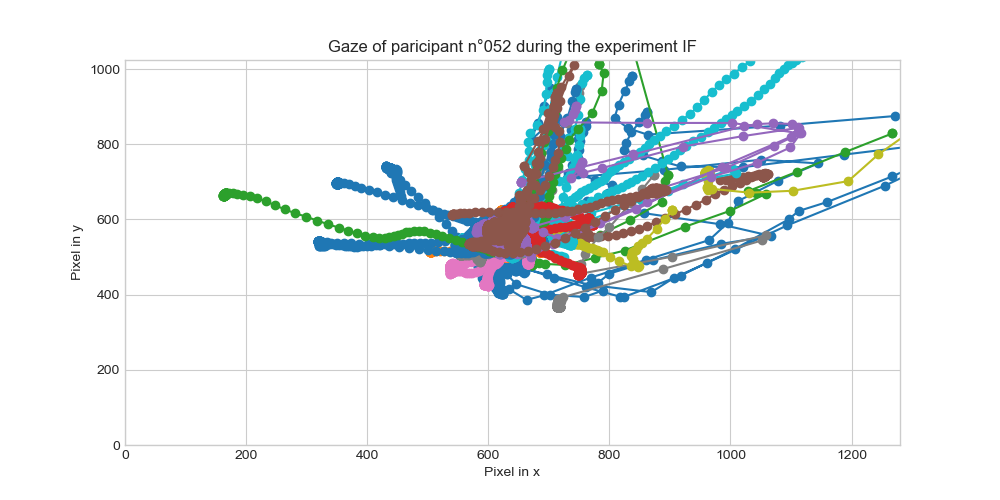 Gaze of paricipant n°052 during the experiment IF
1000
800
600
400
200
0
Pixel in y
0 200 400 600 800 1000 1200
Pixel in x